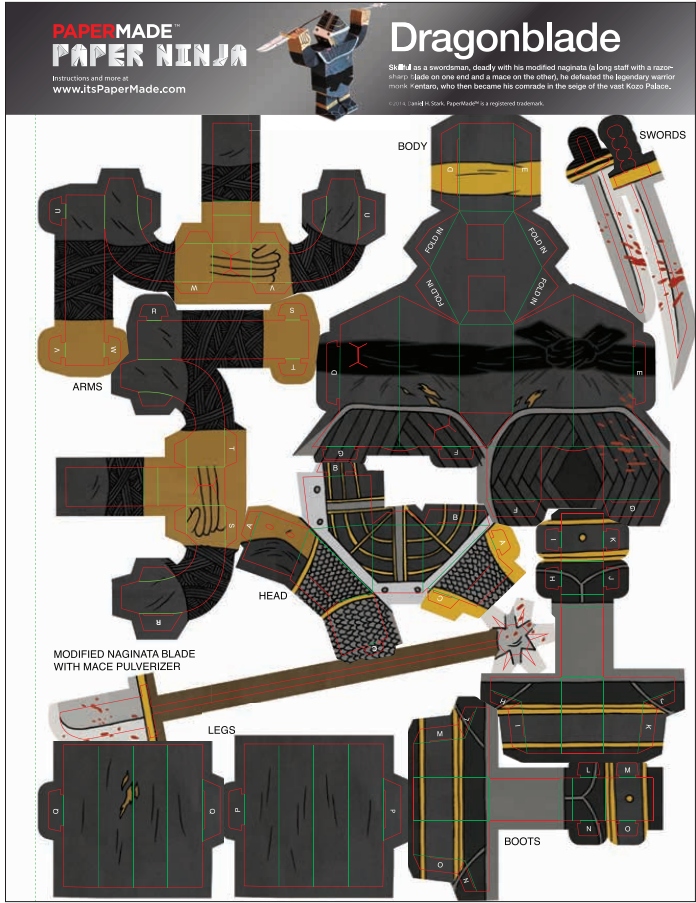 PAPERMADE™
PAPER NINJA
Instructions and more at
www.itsPaperMade.com
Dragonblade
Skillful as a swordsman, deadly with his modified naginata (a long staff with a razor-
sharp blade on one end and a mace on the other), he defeated the legendary warrior
monk Kentaro, who then became his comrade in the seige of the vast Kozo Palace.
©2014, Daniel H. Stark. PaperMade™ is a registered trademark.
BODY
SWORDS
D
E
U
U
FOLD IN
FOLD IN
FOLD IN
FOLD IN
W
V
R
S
V
W
T
D
E
ARMS
T
G
F
B
S
B
F
G
A
A
I
K
H
J
C
HEAD
R
C
MODIFIED NAGINATA BLADE
WITH MACE PULVERIZER
H
J
I
K
LEGS
M
L
L
M
Q
Q
P
P
N
O
BOOTS
O
N